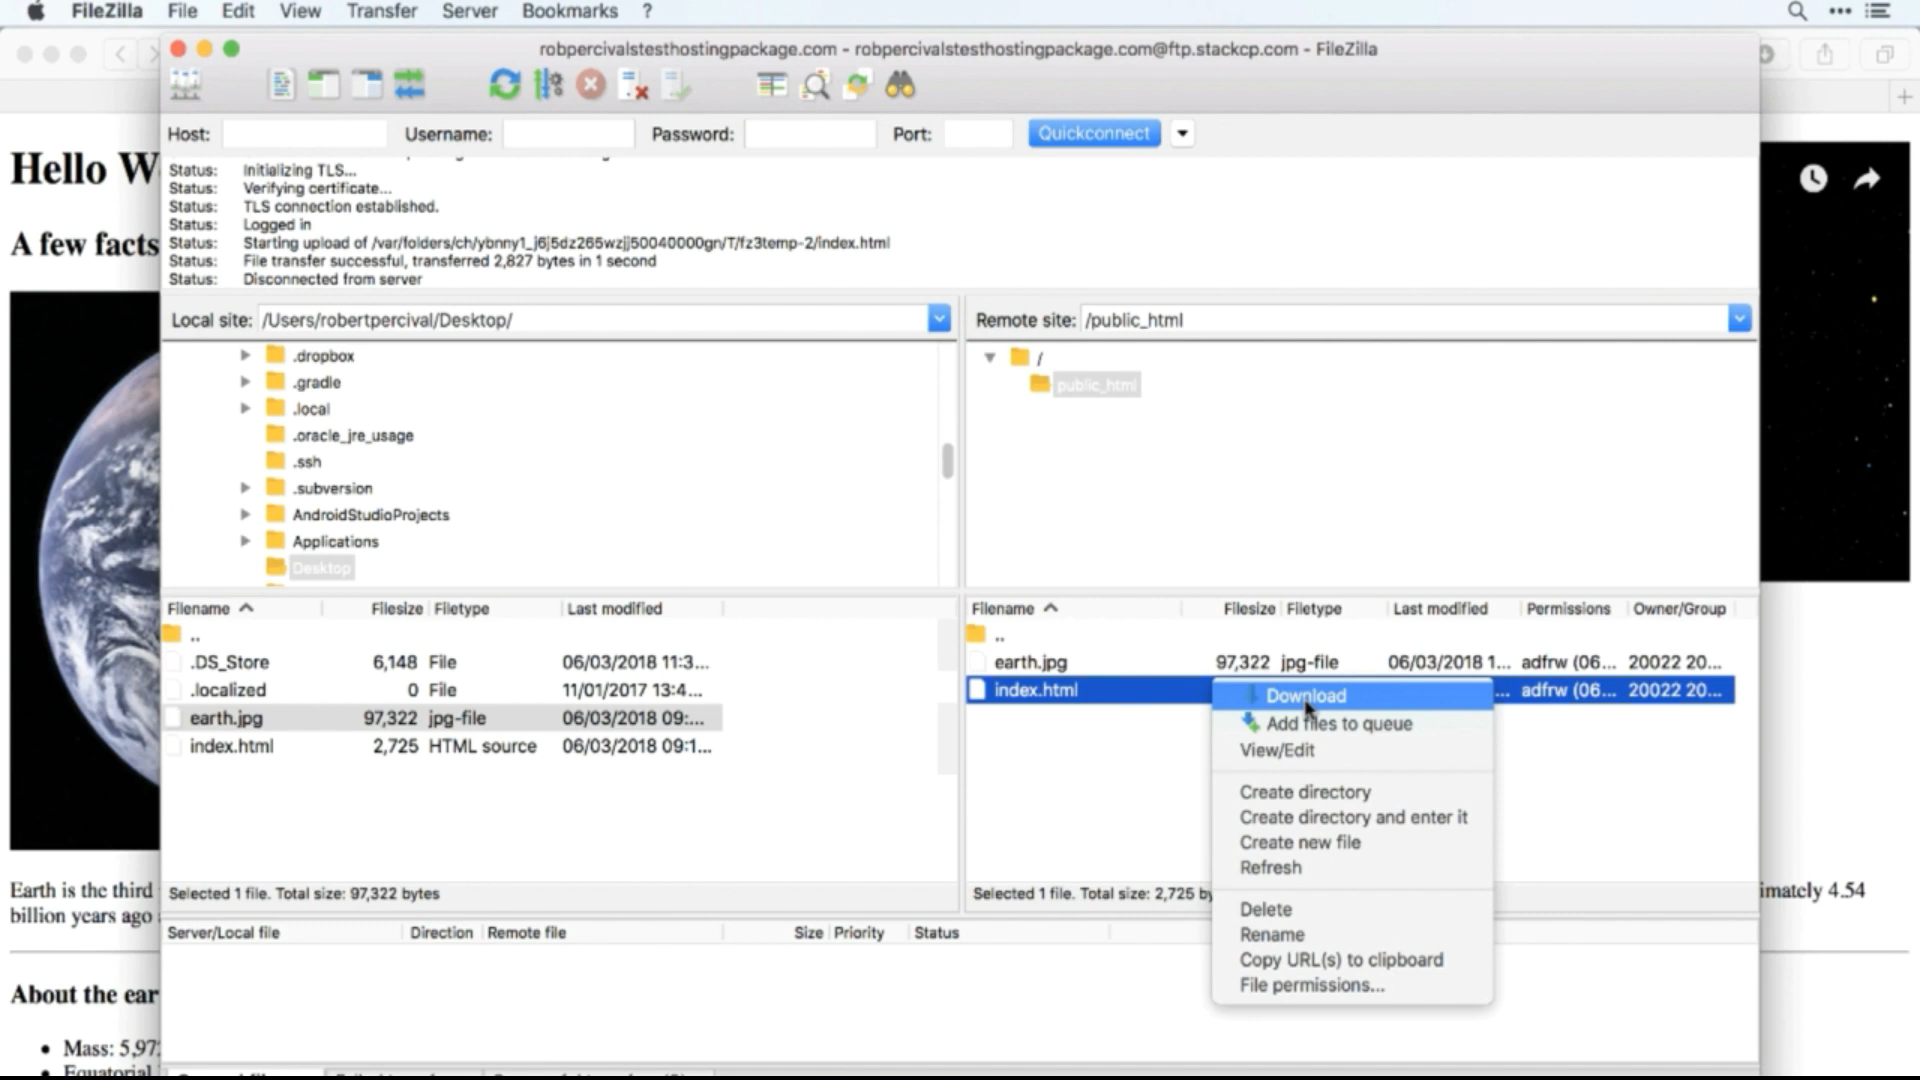 FileZilla File Edit View Transfer Server Bookmarks ?
robpercivalstesthostingpackage.com - robpercivalstesthostingpackage.com@ftp.stackcp.com - FileZilla
Host: Username: Password: Port: Quickconnect
Hello W
A few facts
Status: Initializing TLS...
Status: Verifying certificate...
Status: TLS connection established.
Status: Logged in
Status: Starting upload of /var/folders/ch/ybnny1_j6j5dz265wzjj50040000gn/T/fz3temp-2/index.html
Status: File transfer successful, transferred 2,827 bytes in 1 second
Status: Disconnected from server
Local site: /Users/robertpercival/Desktop/
.dropbox
.gradle
.local
.oracle_jre_usage
.ssh
.subversion
AndroidStudioProjects
Applications
Desktop
Remote site: /public_html
/
public_html
Filename Filesize Filetype Last modified
..
.DS_Store 6,148 File 06/03/2018 11:3...
.localized 0 File 11/01/2017 13:4...
earth.jpg 97,322 jpg-file 06/03/2018 09:...
index.html 2,725 HTML source 06/03/2018 09:1...
Selected 1 file. Total size: 97,322 bytes
Filename Filesize Filetype Last modified Permissions Owner/Group
..
earth.jpg 97,322 jpg-file 06/03/2018 1... adfrw (06... 20022 20...
index.html ... adfrw (06... 20022 20...
Selected 1 file. Total size: 2,725 by
Download
Add files to queue
View/Edit
Create directory
Create directory and enter it
Create new file
Refresh
Delete
Rename
Copy URL(s) to clipboard
File permissions...
Server/Local file Direction Remote file Size Priority Status
Earth is the third
imately 4.54
billion years ago
About the ear
Mass: 5,97
Equatorial